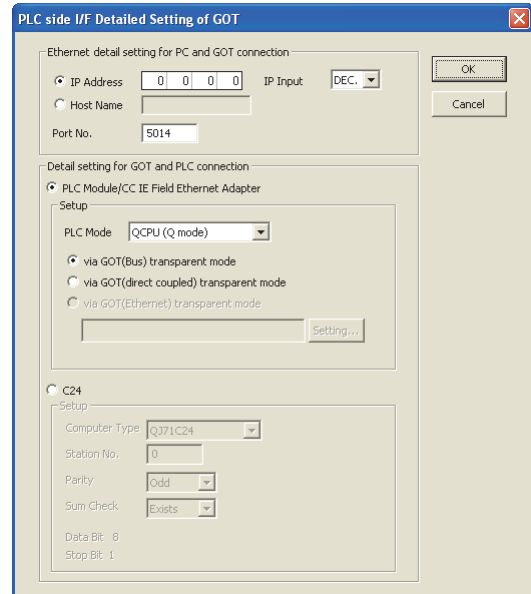 PLC side I/F Detailed Setting of GOT
Ethernet detail setting for PC and GOT connection
IP Address 0 0 0 0 IP Input DEC.
Host Name
Port No. 5014
OK
Cancel
Detail setting for GOT and PLC connection
PLC Module/CC IE Field Ethernet Adapter
Setup
PLC Mode QCPU (Q mode)
via GOT(Bus) transparent mode
via GOT(direct coupled) transparent mode
via GOT(Ethernet) transparent mode
Setting...
C24
Setup
Computer Type QJ71C24
Station No. 0
Parity Odd
Sum Check Exists
Data Bit 8
Stop Bit 1